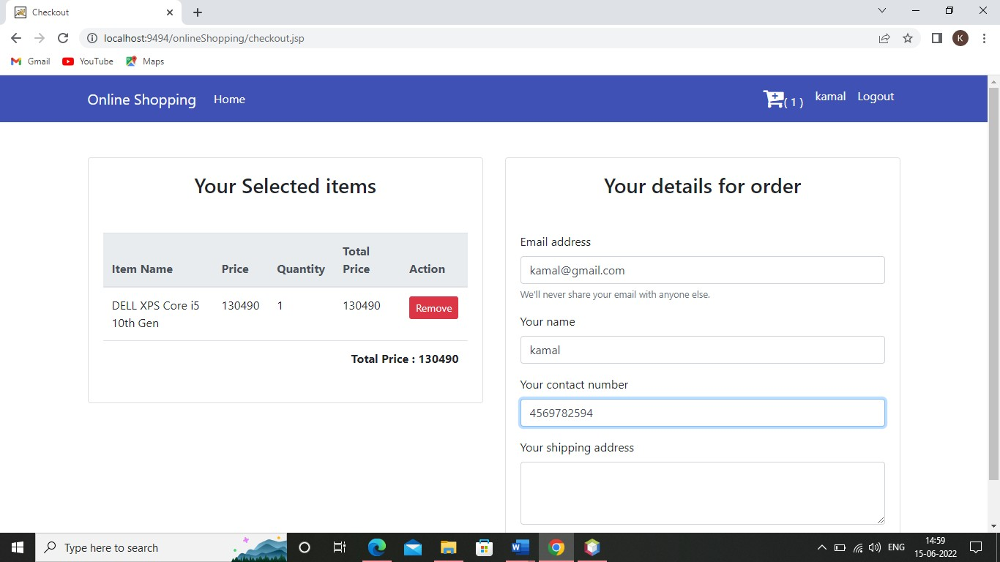 Checkout
localhost:9494/onlineShopping/checkout.jsp
K
Gmail YouTube Maps
Online Shopping Home ( 1 ) kamal Logout
Your Selected items
Item Name Price Quantity Total Price Action
DELL XPS Core i5 10th Gen 130490 1 130490 Remove
Total Price : 130490
Your details for order
Email address
kamal@gmail.com
We'll never share your email with anyone else.
Your name
kamal
Your contact number
4569782594
Your shipping address
Type here to search
ENG
14:59
15-06-2022